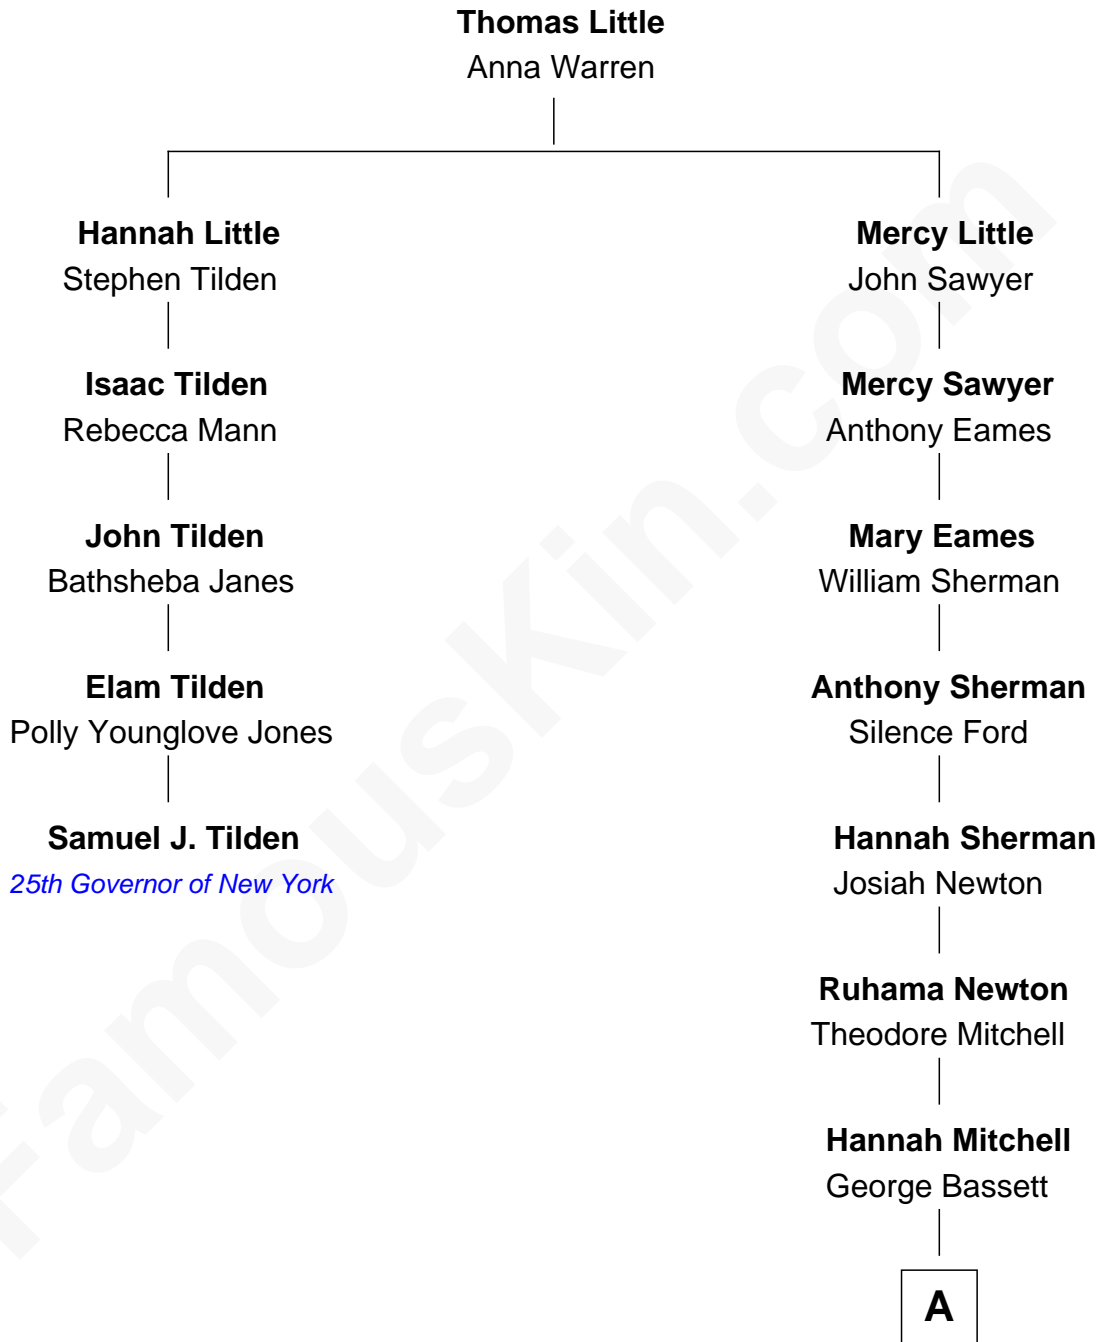 Thomas Little
Anna Warren
Hannah Little
Stephen Tilden
Mercy Little
John Sawyer
Isaac Tilden
Rebecca Mann
Mercy Sawyer
Anthony Eames
John Tilden
Bathsheba Janes
Mary Eames
William Sherman
Elam Tilden
Polly Younglove Jones
Anthony Sherman
Silence Ford
Samuel J. Tilden
25th Governor of New York
Hannah Sherman
Josiah Newton
Ruhama Newton
Theodore Mitchell
Hannah Mitchell
George Bassett
A
FamousKin.com